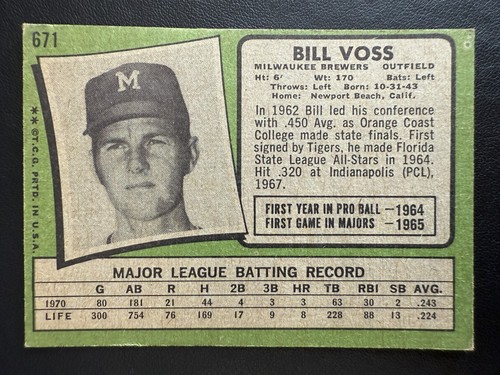 671
M
**©T.C.G. PRTD. IN U.S.A.
BILL VOSS
MILWAUKEE BREWERS OUTFIELD
Ht: 6' Wt: 170 Bats: Left
Throws: Left Born: 10-31-43
Home: Newport Beach, Calif.
In 1962 Bill led his conference
with .450 Avg. as Orange Coast
College made state finals. First
signed by Tigers, he made Florida
State League All-Stars in 1964.
Hit .320 at Indianapolis (PCL),
1967.
FIRST YEAR IN PRO BALL —1964
FIRST GAME IN MAJORS —1965
MAJOR LEAGUE BATTING RECORD
G AB R H 2B 3B HR TB RBI SB AVG.
1970 80 181 21 44 4 3 3 63 30 2 .243
LIFE 300 754 76 169 17 9 8 228 88 13 .224